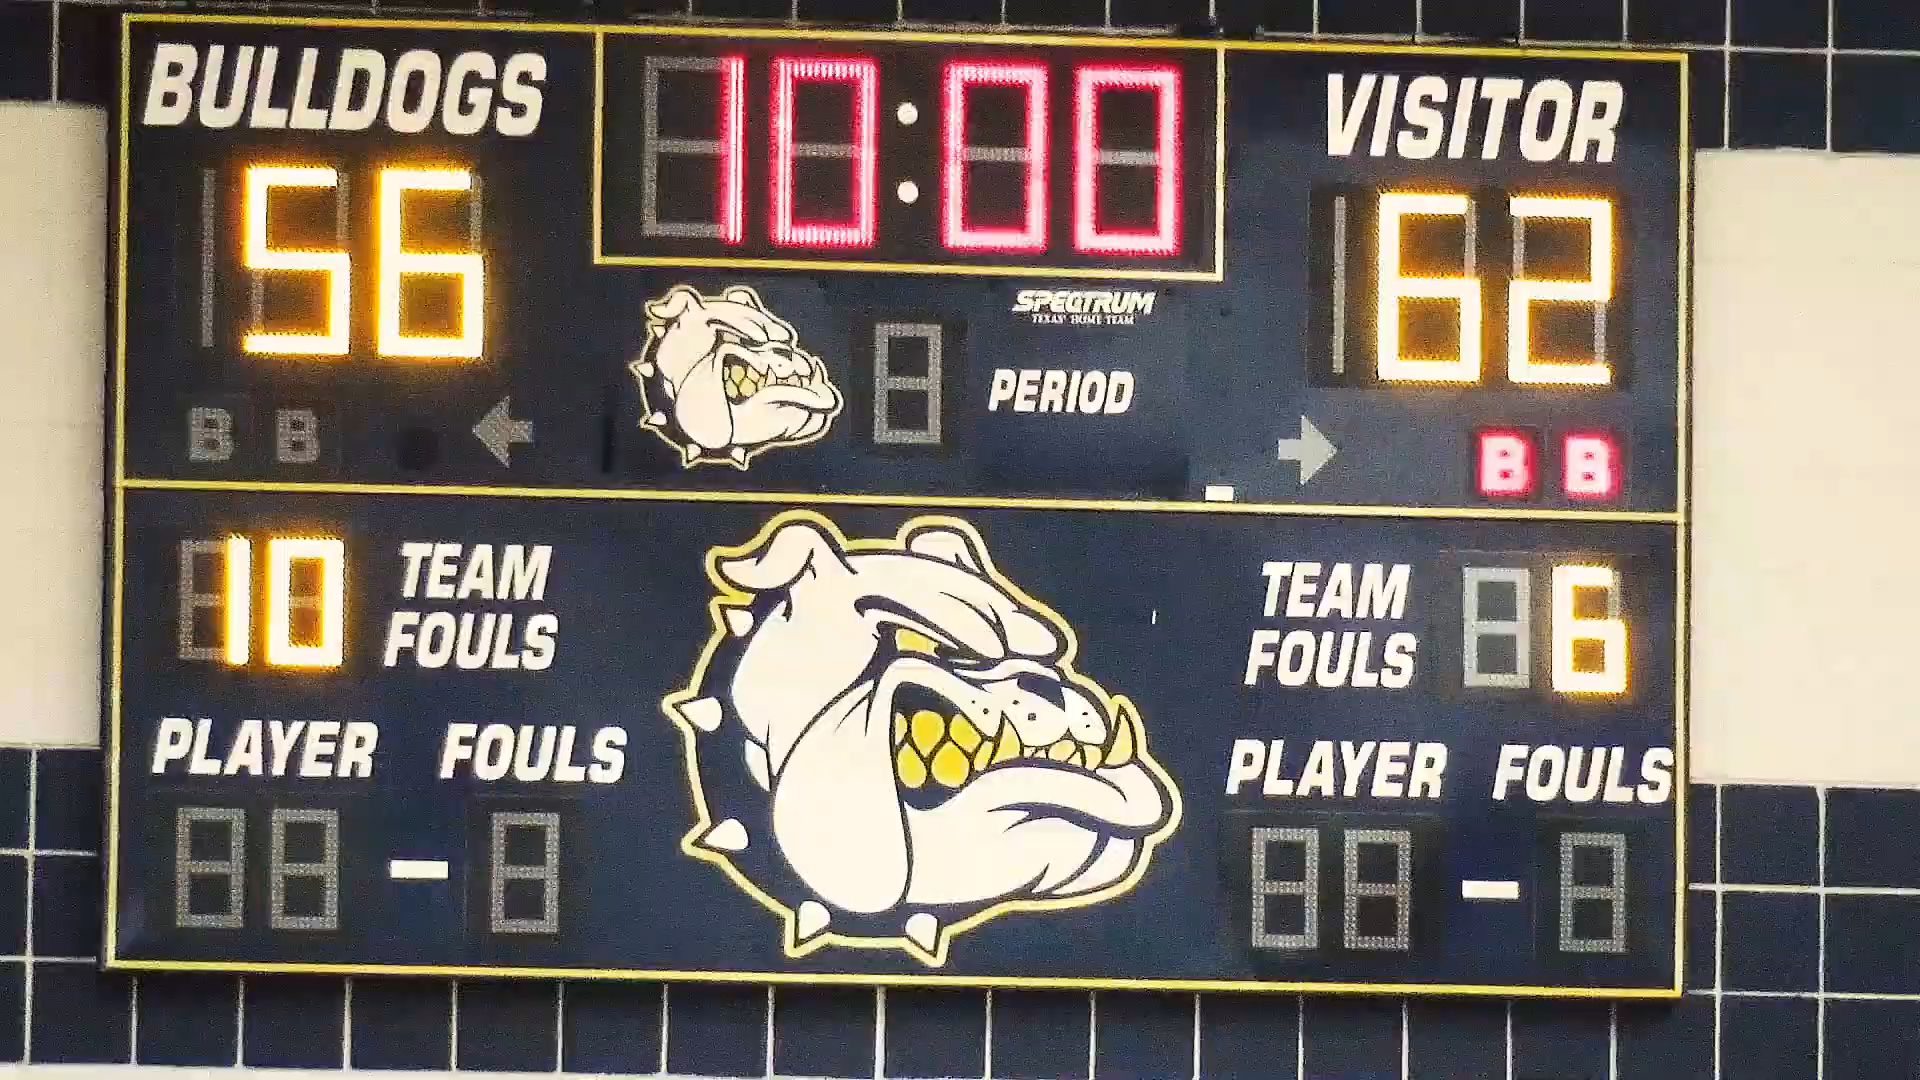 BULLDOGS
10:00
VISITOR
56
62
SPECTRUM
TEXAS' HOME TEAM
PERIOD
B B
B B
10
TEAM
FOULS
TEAM
FOULS
6
PLAYER FOULS
PLAYER FOULS
-
-